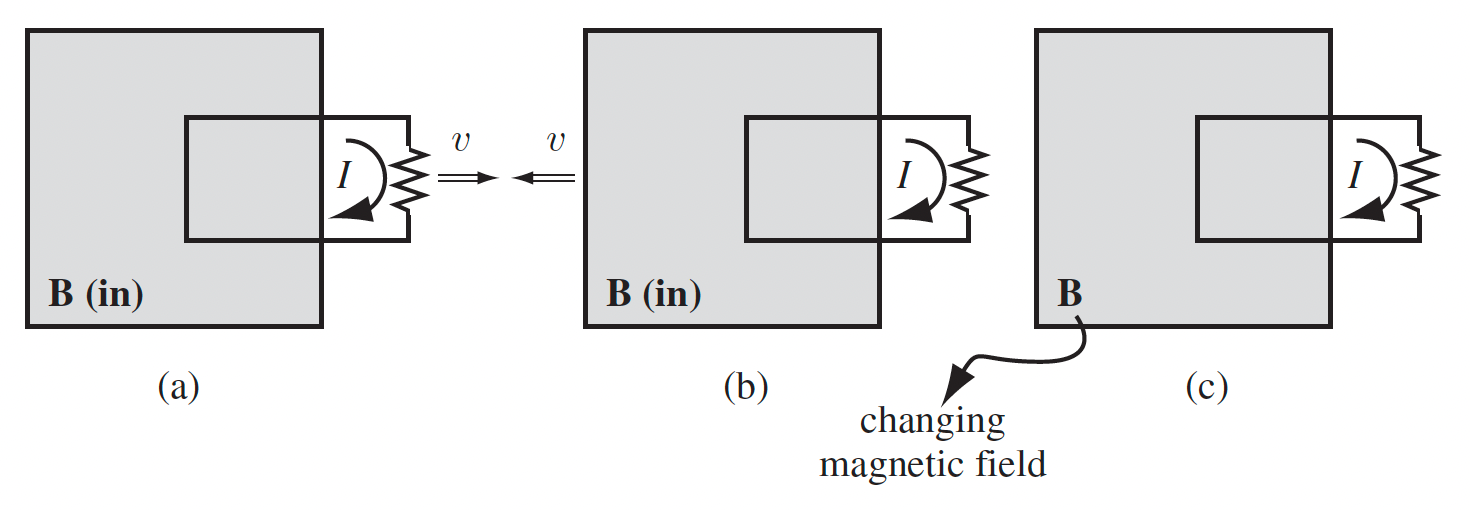 v
v
I
I
I
B (in)
B (in)
B
(a)
(b)
(c)
changing
magnetic field